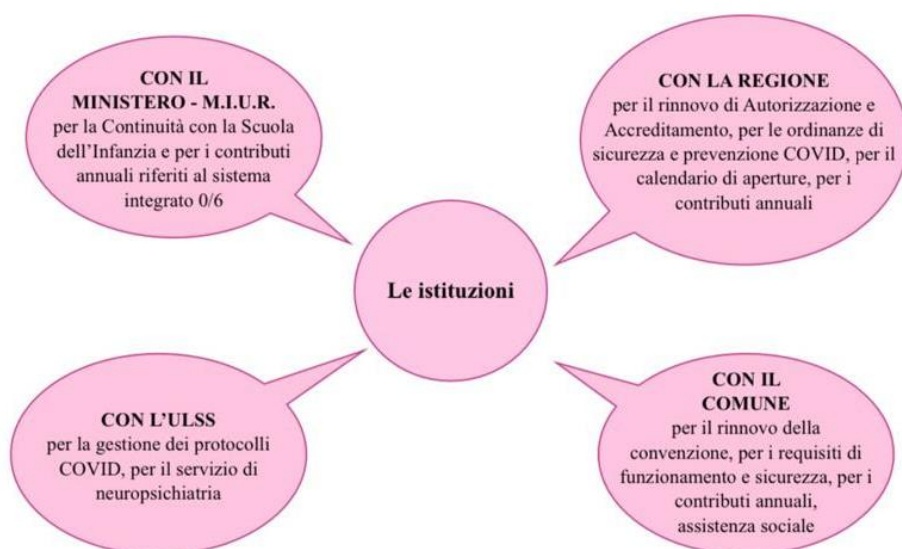 CON IL
MINISTERO - M.I.U.R.
per la Continuità con la Scuola
dell'Infanzia e per i contributi
annuali riferiti al sistema
integrato 0/6
CON LA REGIONE
per il rinnovo di Autorizzazione e
Accreditamento, per le ordinanze di
sicurezza e prevenzione COVID, per il
calendario di aperture, per i
contributi annuali
Le istituzioni
CON L'ULSS
per la gestione dei protocolli
COVID, per il servizio di
neuropsichiatria
CON IL
COMUNE
per il rinnovo della
convenzione, per i requisiti di
funzionamento e sicurezza, per i
contributi annuali,
assistenza sociale